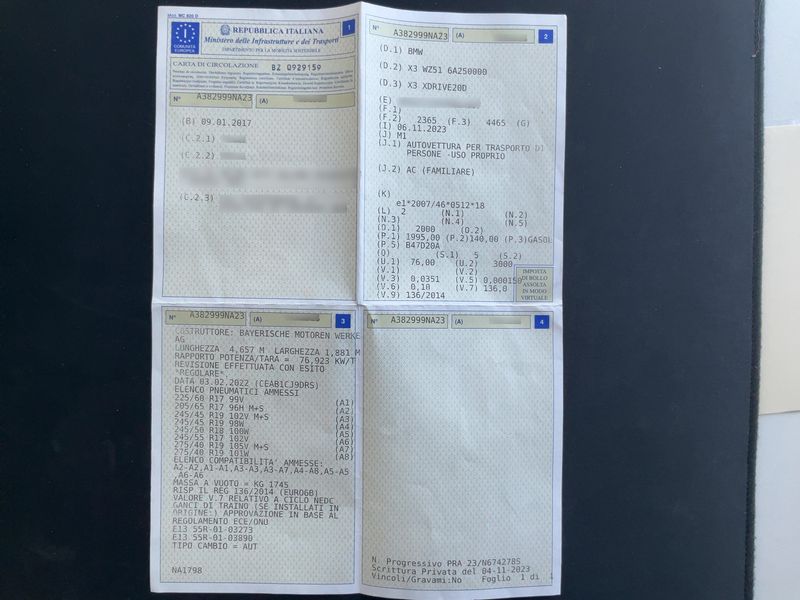 Mod. MC 820 D
I
COMUNITÀ
EUROPEA
REPUBBLICA ITALIANA
Ministero delle Infrastrutture e dei Trasporti
DIPARTIMENTO PER LA MOBILITÀ SOSTENIBILE
1
CARTA DI CIRCOLAZIONE
BZ 0929159
N° A382999NA23 (A)
(B) 09.01.2017
(C.2.1)
(C.2.2)
(C.2.3)
N° A382999NA23 (A) 2
(D.1) BMW
(D.2) X3 WZ51 6A250000
(D.3) X3 XDRIVE20D
(E)
(F.1)
(F.2) 2365 (F.3) 4465 (G)
(I) 06.11.2023
(J) M1
(J.1) AUTOVETTURA PER TRASPORTO DI
PERSONE -USO PROPRIO
(J.2) AC (FAMILIARE)
(K)
e1*2007/46*0512*18
(L) 2 (N.1) (N.2)
(N.3) (N.4) (N.5)
(O.1) 2000 (O.2)
(P.1) 1995,00 (P.2)140,00 (P.3)GASOL
(P.5) B47D20A
(Q) (S.1) 5 (S.2)
(U.1) 76,00 (U.2) 3000
(V.1) (V.2)
(V.3) 0,0351 (V.5) 0,000150
(V.6) 0,10 (V.7) 136,0
(V.9) 136/2014
IMPOSTA
DI BOLLO
ASSOLTA
IN MODO
VIRTUALE
N° A382999NA23 (A) 3
COSTRUTTORE: BAYERISCHE MOTOREN WERKE
AG
LUNGHEZZA 4,657 M LARGHEZZA 1,881 M
RAPPORTO POTENZA/TARA = 76,923 KW/T
REVISIONE EFFETTUATA CON ESITO
*REGOLARE*.
DATA 03.02.2022 (CEAB1CJ9DRS)
ELENCO PNEUMATICI AMMESSI
225/60 R17 99V (A1)
205/65 R17 96H M+S (A2)
245/45 R19 102V M+S (A3)
245/45 R19 98W (A4)
245/50 R18 100W (A5)
245/55 R17 102V (A6)
275/40 R19 105V M+S (A7)
275/40 R19 101W (A8)
ELENCO COMPATIBILITA' AMMESSE:
A2-A2,A1-A1,A3-A3,A3-A7,A4-A8,A5-A5
,A6-A6
MASSA A VUOTO = KG 1745
RISP IL REG 136/2014 (EURO6B)
VALORE V.7 RELATIVO A CICLO NEDC
GANCI DI TRAINO (SE INSTALLATI IN
ORIGINE:) APPROVAZIONE IN BASE AL
REGOLAMENTO ECE/ONU
E13 55R-01-03273
E13 55R-01-03890
TIPO CAMBIO = AUT
NA1798
N° A382999NA23 (A) 4
N. Progressivo PRA 23/N674278S
Scrittura Privata del 04-11-2023
Vincoli/Gravami:No Foglio 1 di